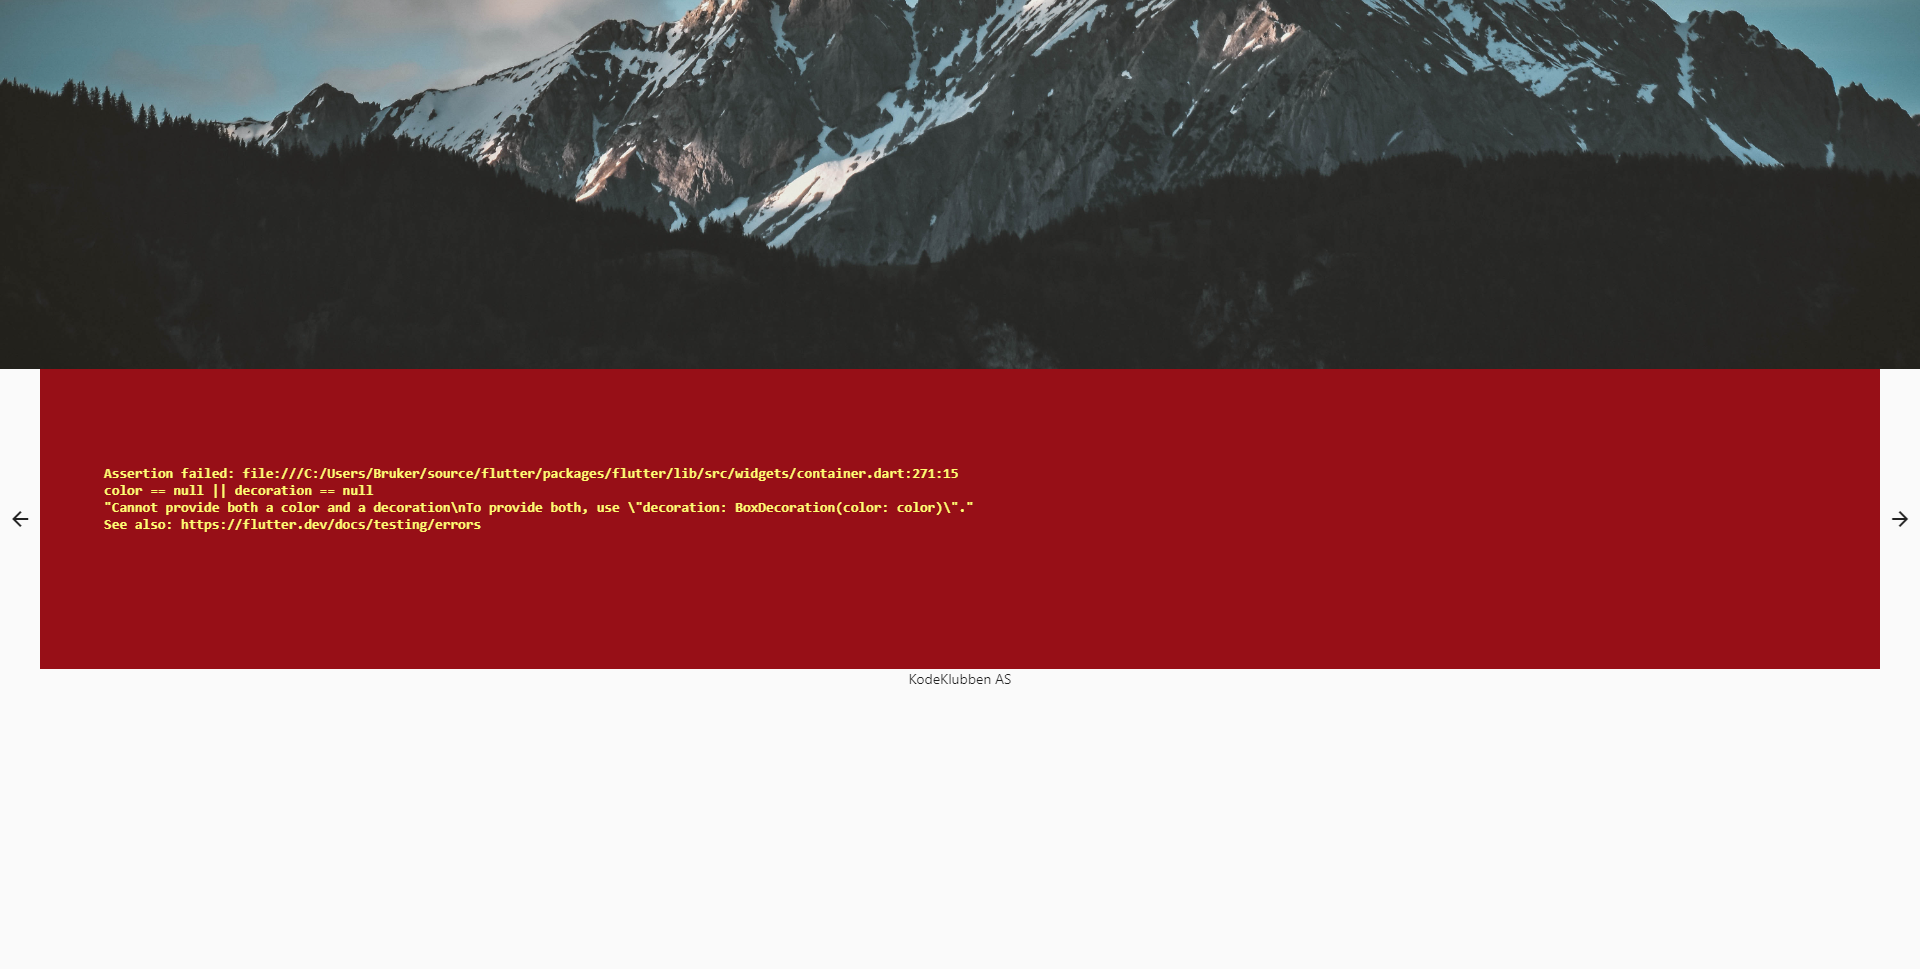 Assertion failed: file:///C:/Users/Bruker/source/flutter/packages/flutter/lib/src/widgets/container.dart:271:15
color == null || decoration == null
"Cannot provide both a color and a decoration\nTo provide both, use \"decoration: BoxDecoration(color: color)\"."
See also: https://flutter.dev/docs/testing/errors
KodeKlubben AS